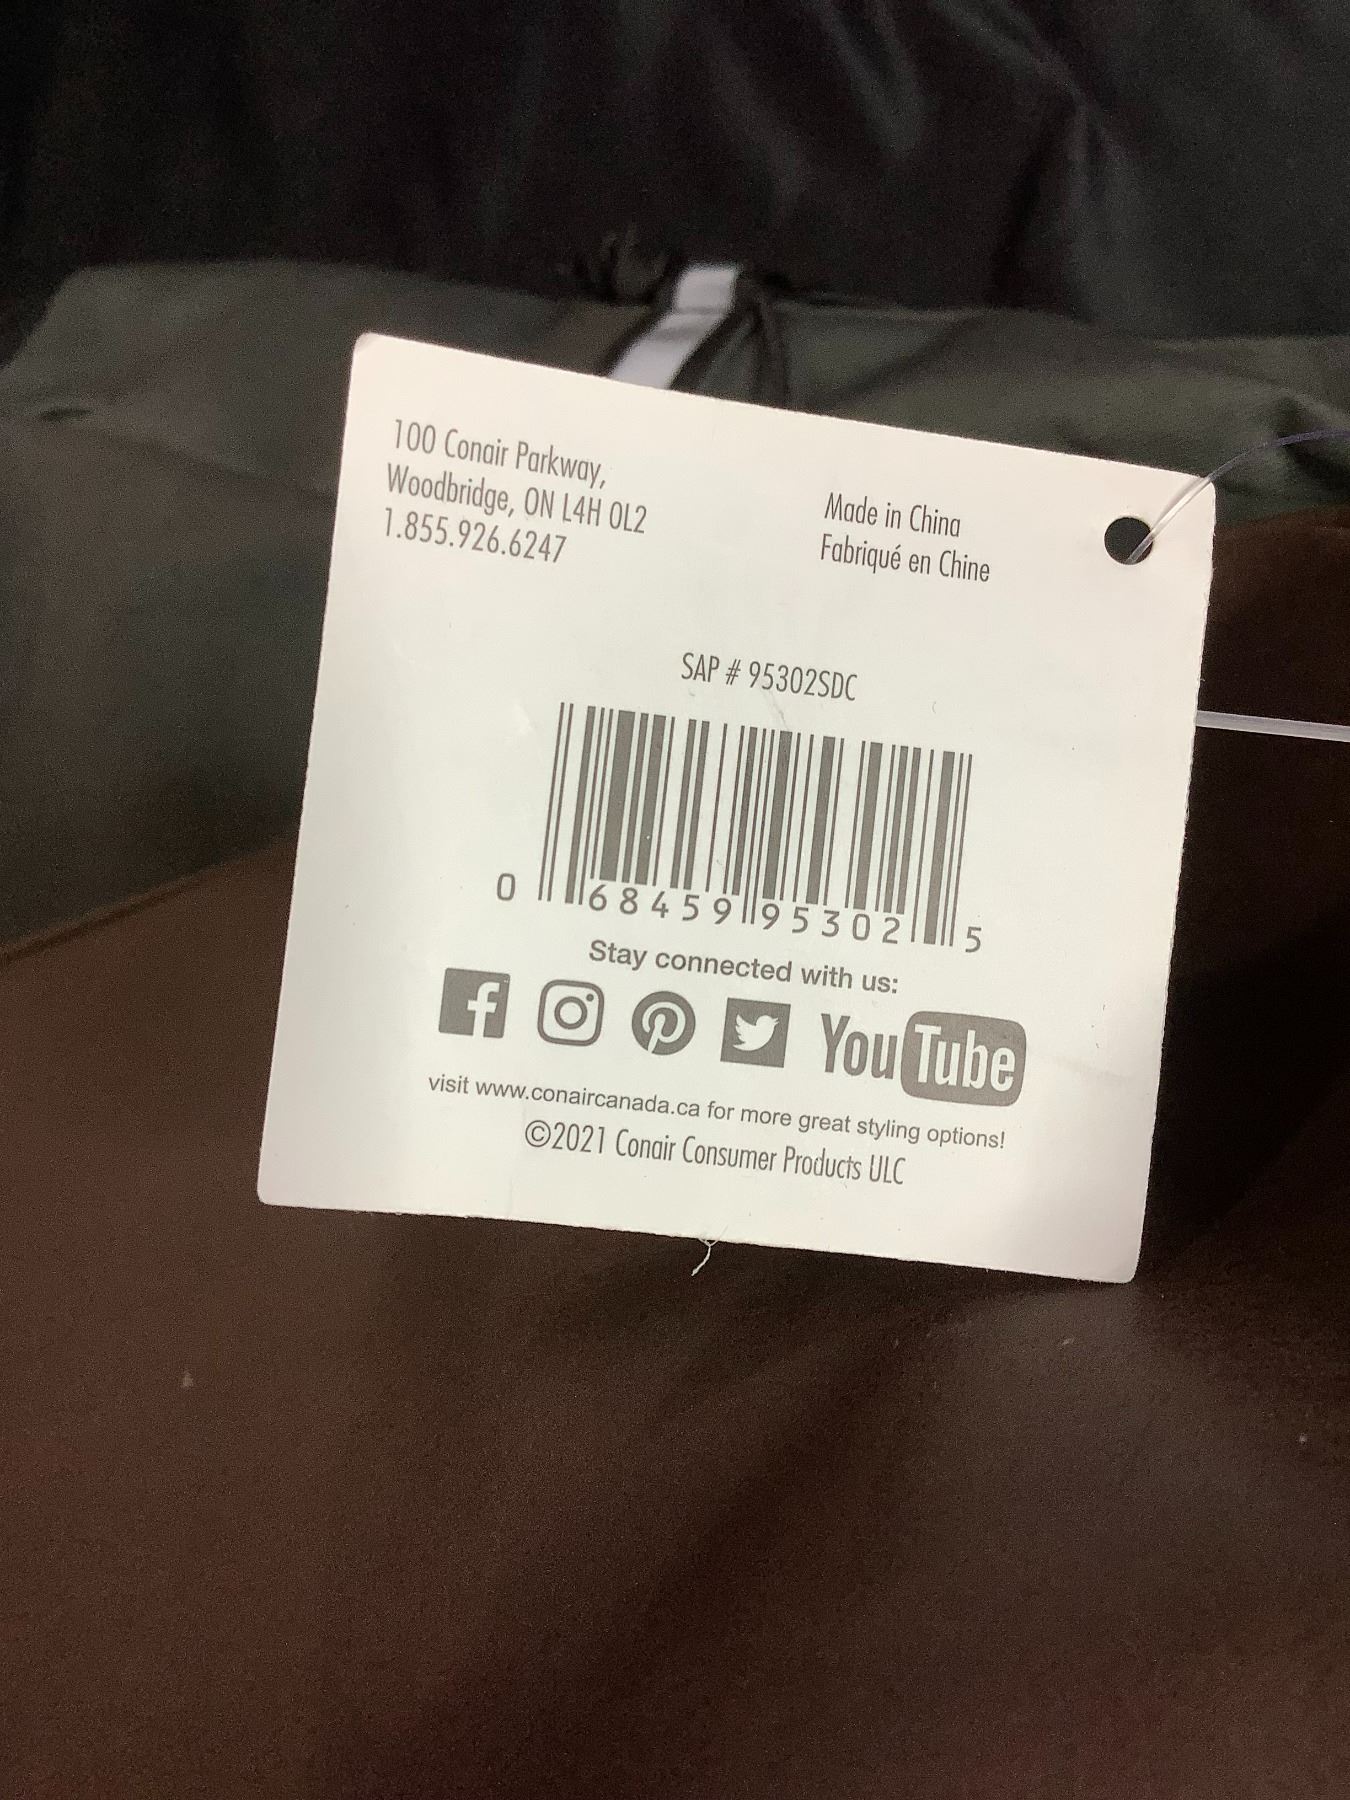 100 Conair Parkway,
Woodbridge, ON L4H 0L2
1.855.926.6247
Made in China
Fabriqué en Chine
SAP # 95302SDC
0 68459 95302 5
Stay connected with us:
YouTube
visit www.conaircanada.ca for more great styling options!
©2021 Conair Consumer Products ULC